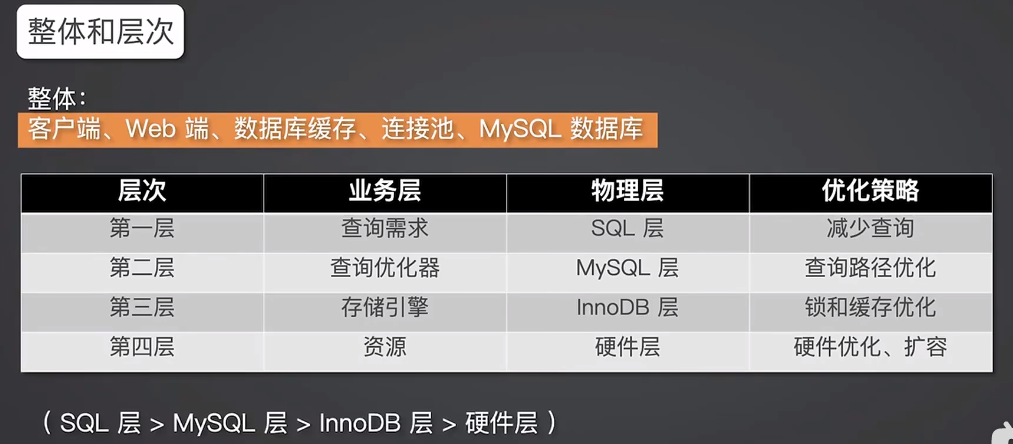 整体和层次
整体：
客户端、Web 端、数据库缓存、连接池、MySQL 数据库
层次 业务层 物理层 优化策略
第一层 查询需求 SQL 层 减少查询
第二层 查询优化器 MySQL 层 查询路径优化
第三层 存储引擎 InnoDB 层 锁和缓存优化
第四层 资源 硬件层 硬件优化、扩容
（ SQL 层 > MySQL 层 > InnoDB 层 > 硬件层 ）